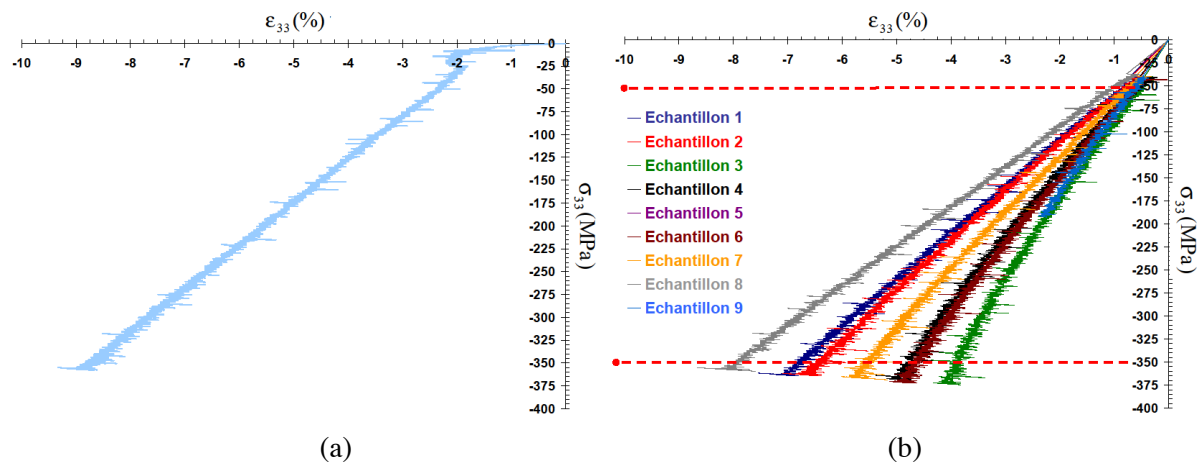 ε33(%)
-10 -9 -8 -7 -6 -5 -4 -3 -2 -1 0
0
-25
-50
-75
-100
-125
-150
-175
-200
-225
-250
-275
-300
-325
-350
-375
-400
σ33(MPa)
(a)
ε33(%)
-10 -9 -8 -7 -6 -5 -4 -3 -2 -1 0
0
-25
-50
-75
-100
-125
-150
-175
-200
-225
-250
-275
-300
-325
-350
-375
-400
σ33(MPa)
Echantillon 1
Echantillon 2
Echantillon 3
Echantillon 4
Echantillon 5
Echantillon 6
Echantillon 7
Echantillon 8
Echantillon 9
(b)